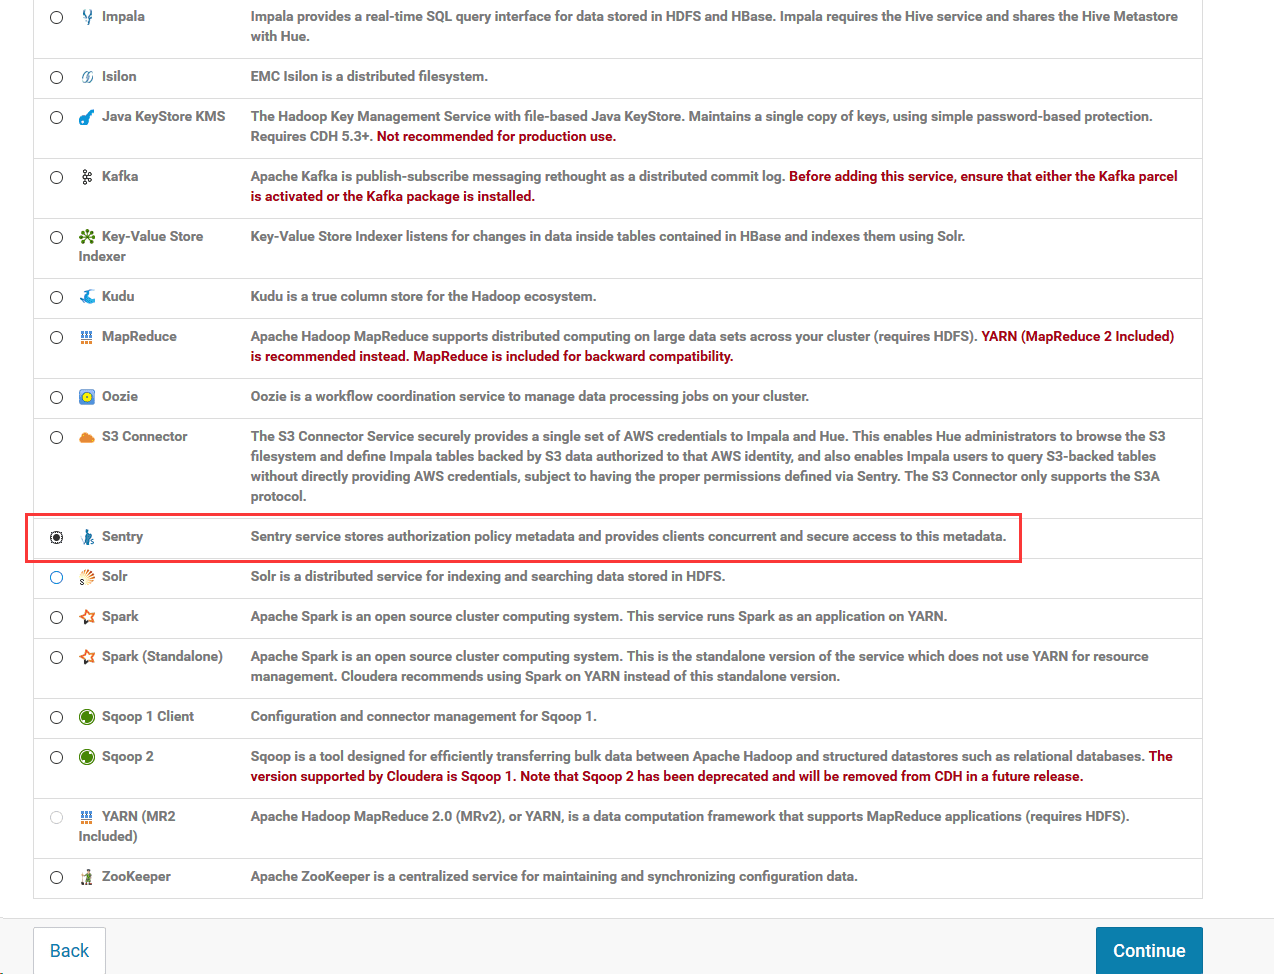 Impala
Impala provides a real-time SQL query interface for data stored in HDFS and HBase. Impala requires the Hive service and shares the Hive Metastore
with Hue.
Isilon
EMC Isilon is a distributed filesystem.
Java KeyStore KMS
The Hadoop Key Management Service with file-based Java KeyStore. Maintains a single copy of keys, using simple password-based protection.
Requires CDH 5.3+. Not recommended for production use.
Kafka
Apache Kafka is publish-subscribe messaging rethought as a distributed commit log. Before adding this service, ensure that either the Kafka parcel
is activated or the Kafka package is installed.
Key-Value Store
Indexer
Key-Value Store Indexer listens for changes in data inside tables contained in HBase and indexes them using Solr.
Kudu
Kudu is a true column store for the Hadoop ecosystem.
MapReduce
Apache Hadoop MapReduce supports distributed computing on large data sets across your cluster (requires HDFS). YARN (MapReduce 2 Included)
is recommended instead. MapReduce is included for backward compatibility.
Oozie
Oozie is a workflow coordination service to manage data processing jobs on your cluster.
S3 Connector
The S3 Connector Service securely provides a single set of AWS credentials to Impala and Hue. This enables Hue administrators to browse the S3
filesystem and define Impala tables backed by S3 data authorized to that AWS identity, and also enables Impala users to query S3-backed tables
without directly providing AWS credentials, subject to having the proper permissions defined via Sentry. The S3 Connector only supports the S3A
protocol.
Sentry
Sentry service stores authorization policy metadata and provides clients concurrent and secure access to this metadata.
Solr
Solr is a distributed service for indexing and searching data stored in HDFS.
Spark
Apache Spark is an open source cluster computing system. This service runs Spark as an application on YARN.
Spark (Standalone)
Apache Spark is an open source cluster computing system. This is the standalone version of the service which does not use YARN for resource
management. Cloudera recommends using Spark on YARN instead of this standalone version.
Sqoop 1 Client
Configuration and connector management for Sqoop 1.
Sqoop 2
Sqoop is a tool designed for efficiently transferring bulk data between Apache Hadoop and structured datastores such as relational databases. The
version supported by Cloudera is Sqoop 1. Note that Sqoop 2 has been deprecated and will be removed from CDH in a future release.
YARN (MR2
Included)
Apache Hadoop MapReduce 2.0 (MRv2), or YARN, is a data computation framework that supports MapReduce applications (requires HDFS).
ZooKeeper
Apache ZooKeeper is a centralized service for maintaining and synchronizing configuration data.
Back
Continue